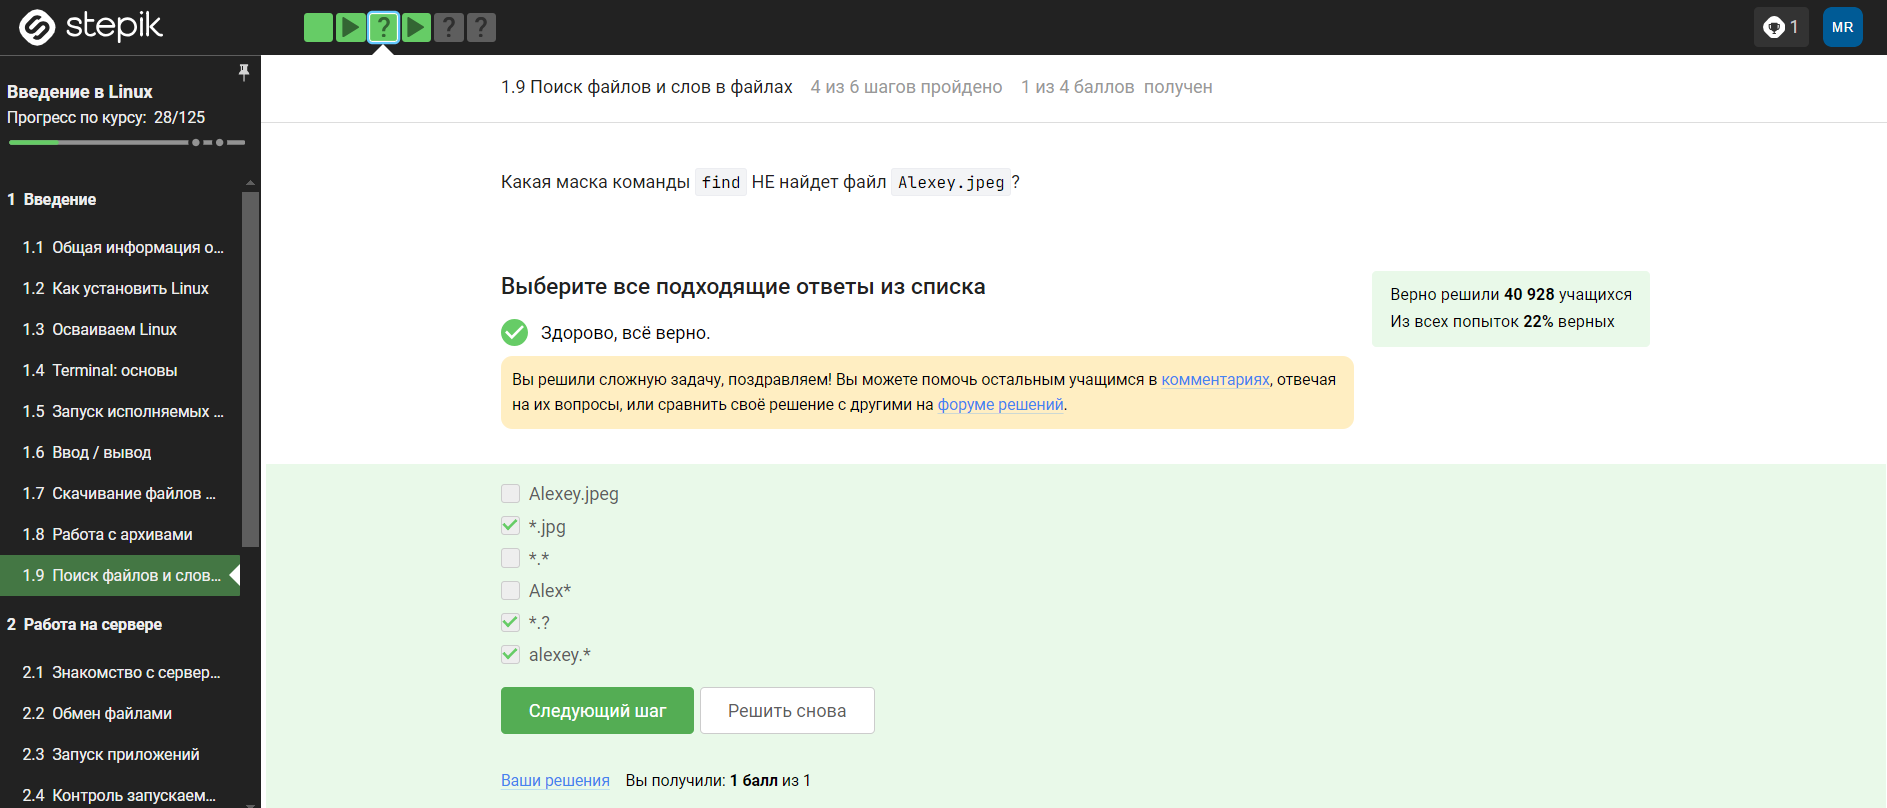 stepik
? ? ?
1
MR
Введение в Linux
Прогресс по курсу: 28/125
1 Введение
1.1 Общая информация о...
1.2 Как установить Linux
1.3 Осваиваем Linux
1.4 Terminal: основы
1.5 Запуск исполняемых ...
1.6 Ввод / вывод
1.7 Скачивание файлов ...
1.8 Работа с архивами
1.9 Поиск файлов и слов...
2 Работа на сервере
2.1 Знакомство с сервер...
2.2 Обмен файлами
2.3 Запуск приложений
2.4 Контроль запускаем...
1.9 Поиск файлов и слов в файлах 4 из 6 шагов пройдено 1 из 4 баллов получен
Какая маска команды find НЕ найдет файл Alexey.jpeg?
Выберите все подходящие ответы из списка
Здорово, всё верно.
Вы решили сложную задачу, поздравляем! Вы можете помочь остальным учащимся в комментариях, отвечая
на их вопросы, или сравнить своё решение с другими на форуме решений.
Верно решили 40 928 учащихся
Из всех попыток 22% верных
Alexey.jpeg
*.jpg
*.*
Alex*
*.?
alexey.*
Следующий шаг Решить снова
Ваши решения Вы получили: 1 балл из 1